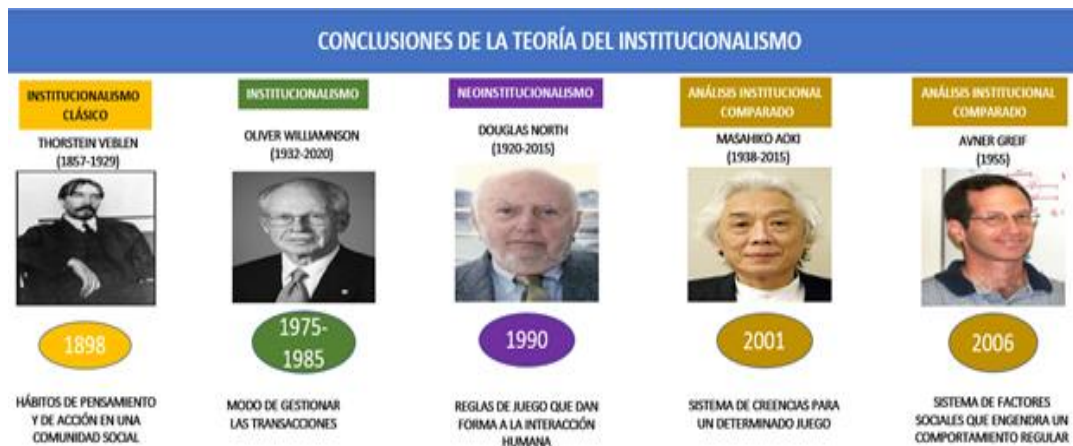 CONCLUSIONES DE LA TEORÍA DEL INSTITUCIONALISMO
INSTITUCIONALISMO
CLÁSICO
THORSTEIN VEBLEN
(1857-1929)
1898
HÁBITOS DE PENSAMIENTO
Y DE ACCIÓN EN UNA
COMUNIDAD SOCIAL
INSTITUCIONALISMO
OLIVER WILLIAMNSON
(1932-2020)
1975-
1985
MODO DE GESTIONAR
LAS TRANSACCIONES
NEOINSTITUCIONALISMO
DOUGLAS NORTH
(1920-2015)
1990
REGLAS DE JUEGO QUE DAN
FORMA A LA INTERACCIÓN
HUMANA
ANÁLISIS INSTITUCIONAL
COMPARADO
MASAHIKO AOKI
(1938-2015)
2001
SISTEMA DE CREENCIAS PARA
UN DETERMINADO JUEGO
ANÁLISIS INSTITUCIONAL
COMPARADO
AVNER GREIF
(1955)
2006
SISTEMA DE FACTORES
SOCIALES QUE ENGENDRA UN
COMPORTAMIENTO REGULAR